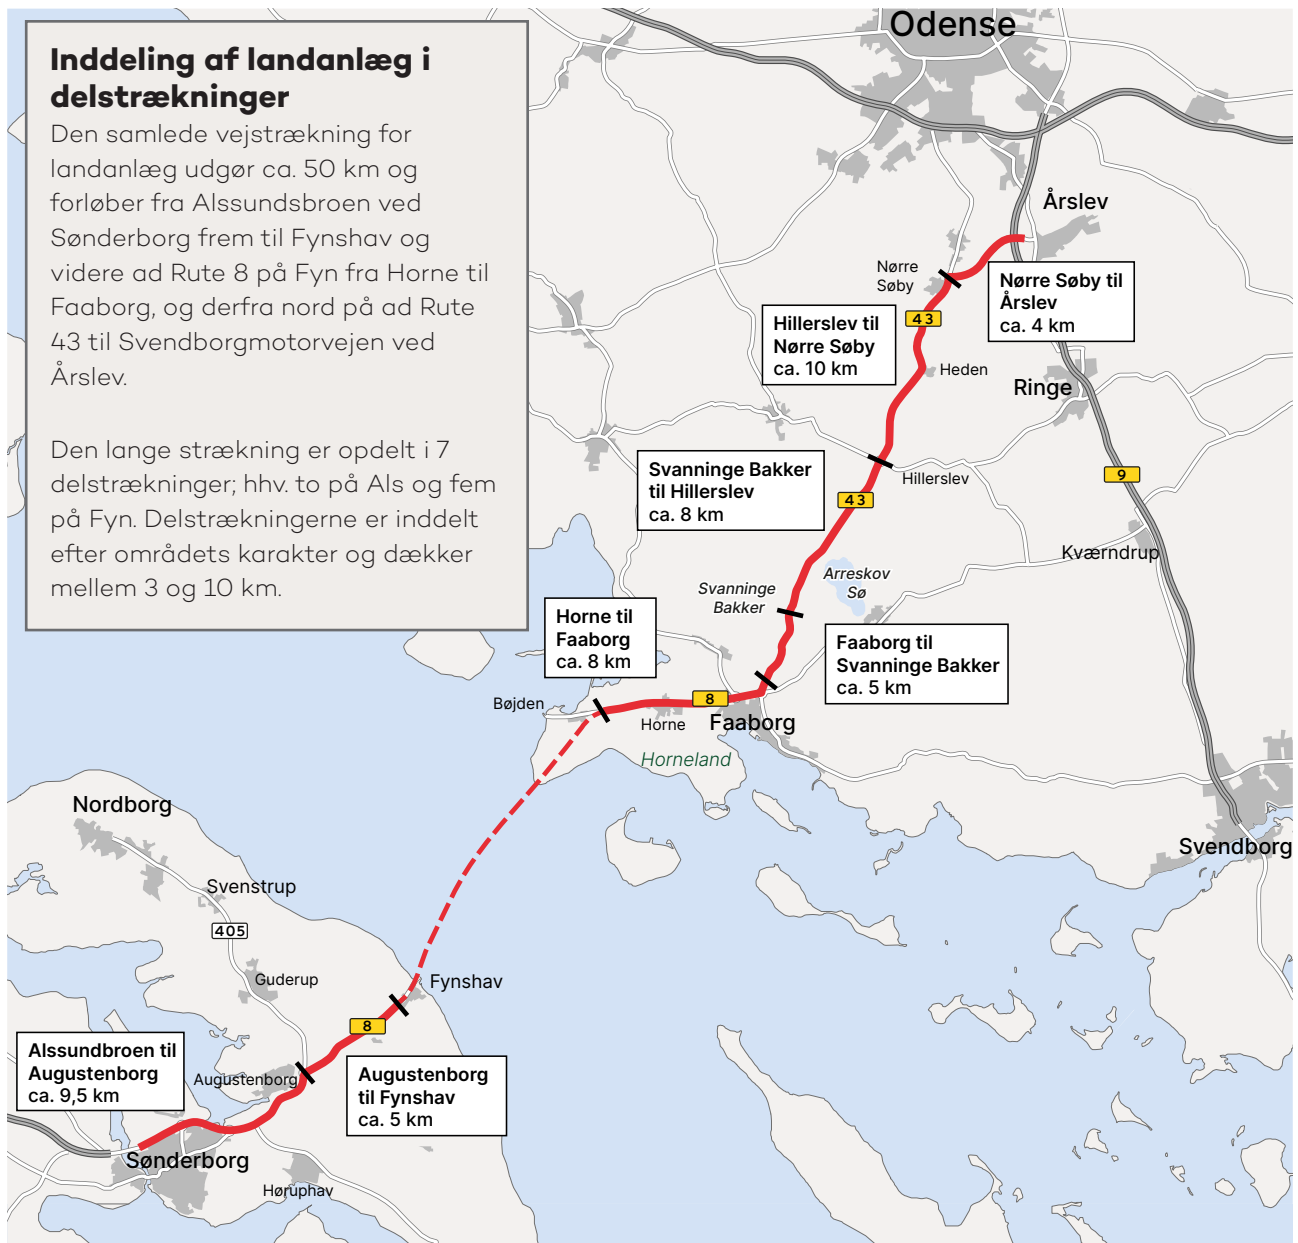 Inddeling af landanlæg i
delstrækninger
Den samlede vejstrækning for
landanlæg udgør ca. 50 km og
forløber fra Alssundsbroen ved
Sønderborg frem til Fynshav og
videre ad Rute 8 på Fyn fra Horne til
Faaborg, og derfra nord på ad Rute
43 til Svendborgmotorvejen ved
Årslev.
Den lange strækning er opdelt i 7
delstrækninger; hhv. to på Als og fem
på Fyn. Delstrækningerne er inddelt
efter områdets karakter og dækker
mellem 3 og 10 km.
Odense
Årslev
Nørre
Søby
Nørre Søby til
Årslev
ca. 4 km
43
Hillerslev til
Nørre Søby
ca. 10 km
Heden
Ringe
Svanninge Bakker
til Hillerslev
ca. 8 km
Hillerslev
9
43
Kværndrup
Arreskov
Sø
Svanninge
Bakker
Horne til
Faaborg
ca. 8 km
Faaborg til
Svanninge Bakker
ca. 5 km
Bøjden
8
Horne
Faaborg
Horneland
Nordborg
Svendborg
Svenstrup
405
Guderup
Fynshav
8
Alssundbroen til
Augustenborg
ca. 9,5 km
Augustenborg
Augustenborg
til Fynshav
ca. 5 km
Sønderborg
Høruphav